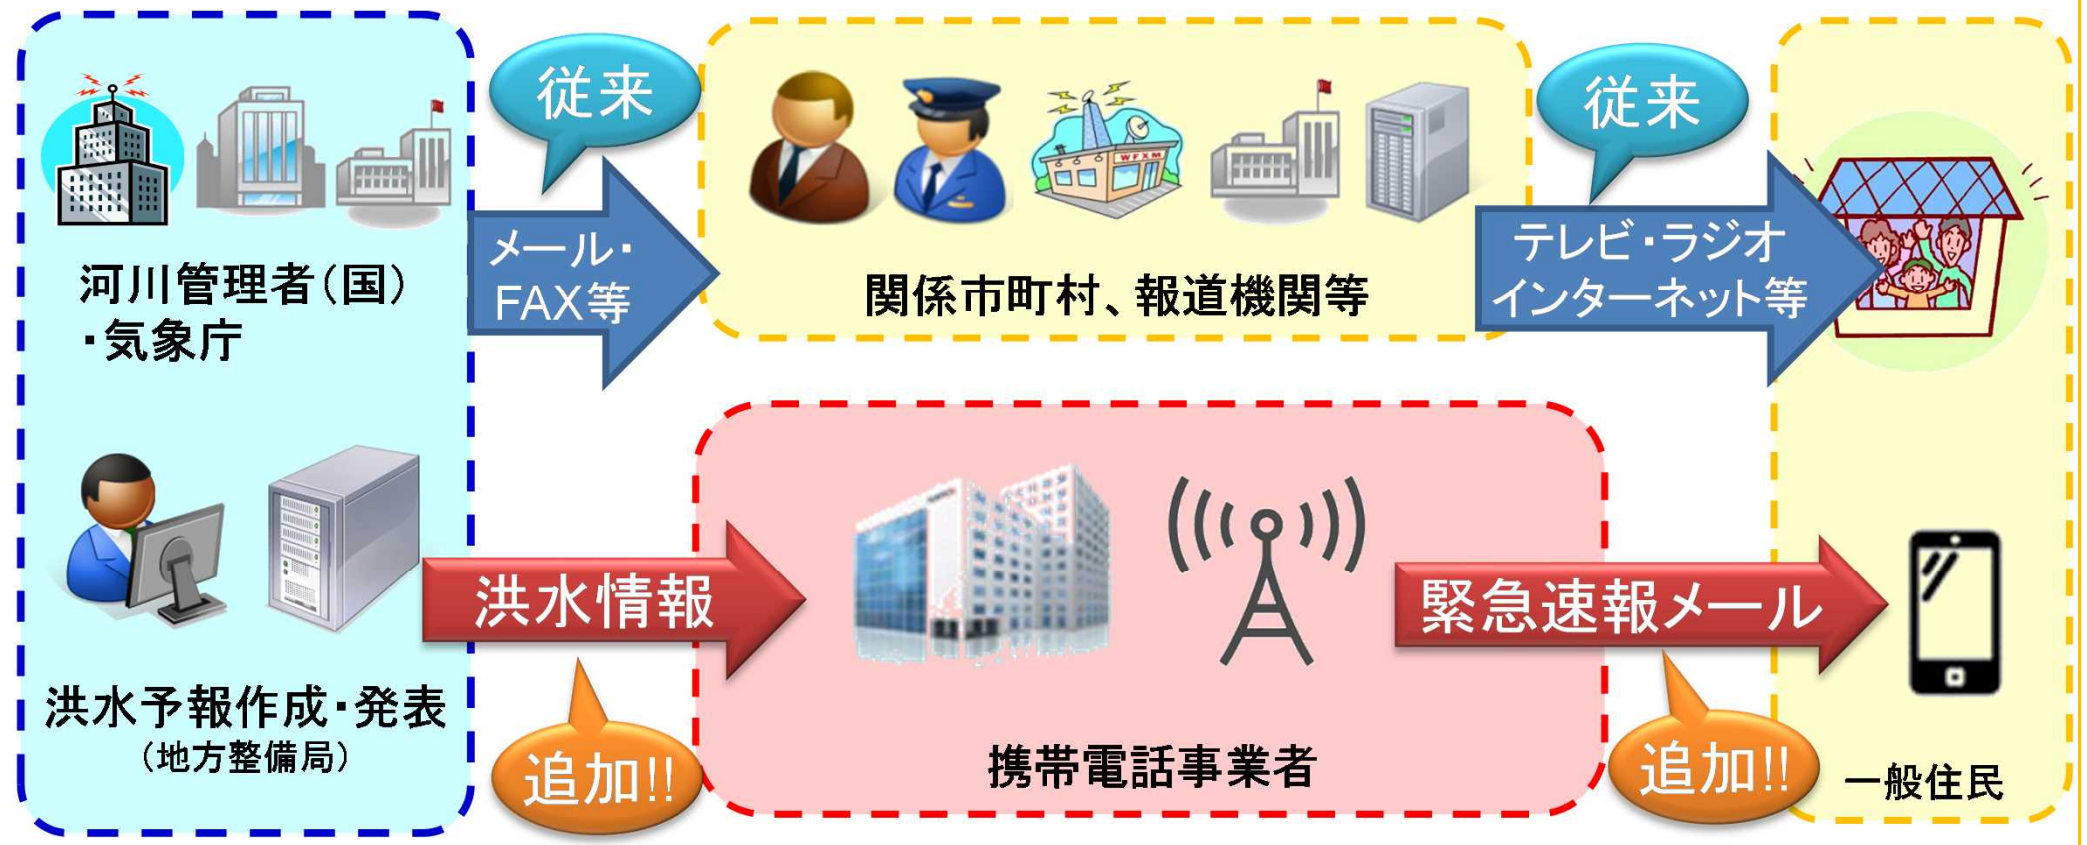 従来
メール・
FAX等
河川管理者（国）
・気象庁
関係市町村、報道機関等
WFXM
従来
テレビ・ラジオ
インターネット等
洪水予報作成・発表
（地方整備局）
洪水情報
追加!!
携帯電話事業者
緊急速報メール
追加!!
一般住民